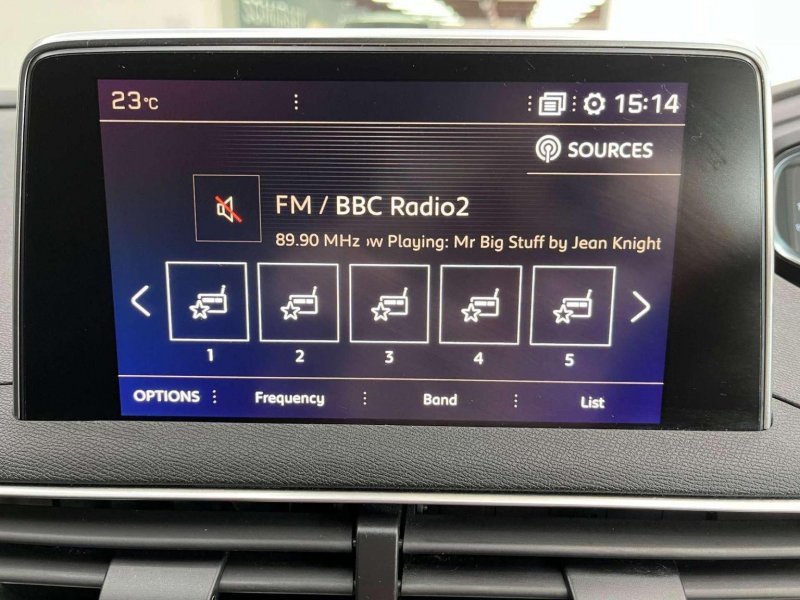 23°C 15:14
SOURCES
FM / BBC Radio2
89.90 MHz ow Playing: Mr Big Stuff by Jean Knight
1 2 3 4 5
OPTIONS Frequency Band List